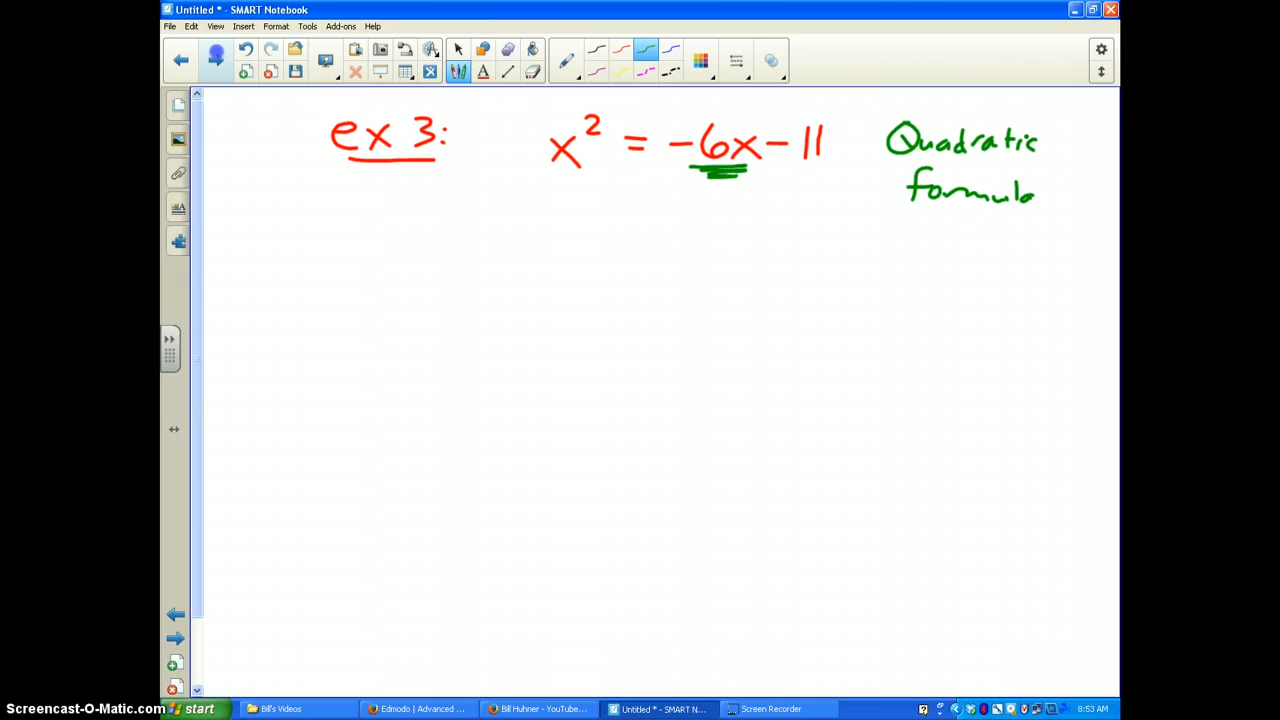 Untitled * - SMART Notebook
File Edit View Insert Format Tools Add-ons Help
ex 3: x² = -6x - 11 Quadratic
formula
Screencast-O-Matic.com
start Bill's Videos Edmodo | Advanced ... Bill Huhner - YouTube... Untitled * - SMART N... Screen Recorder 8:53 AM